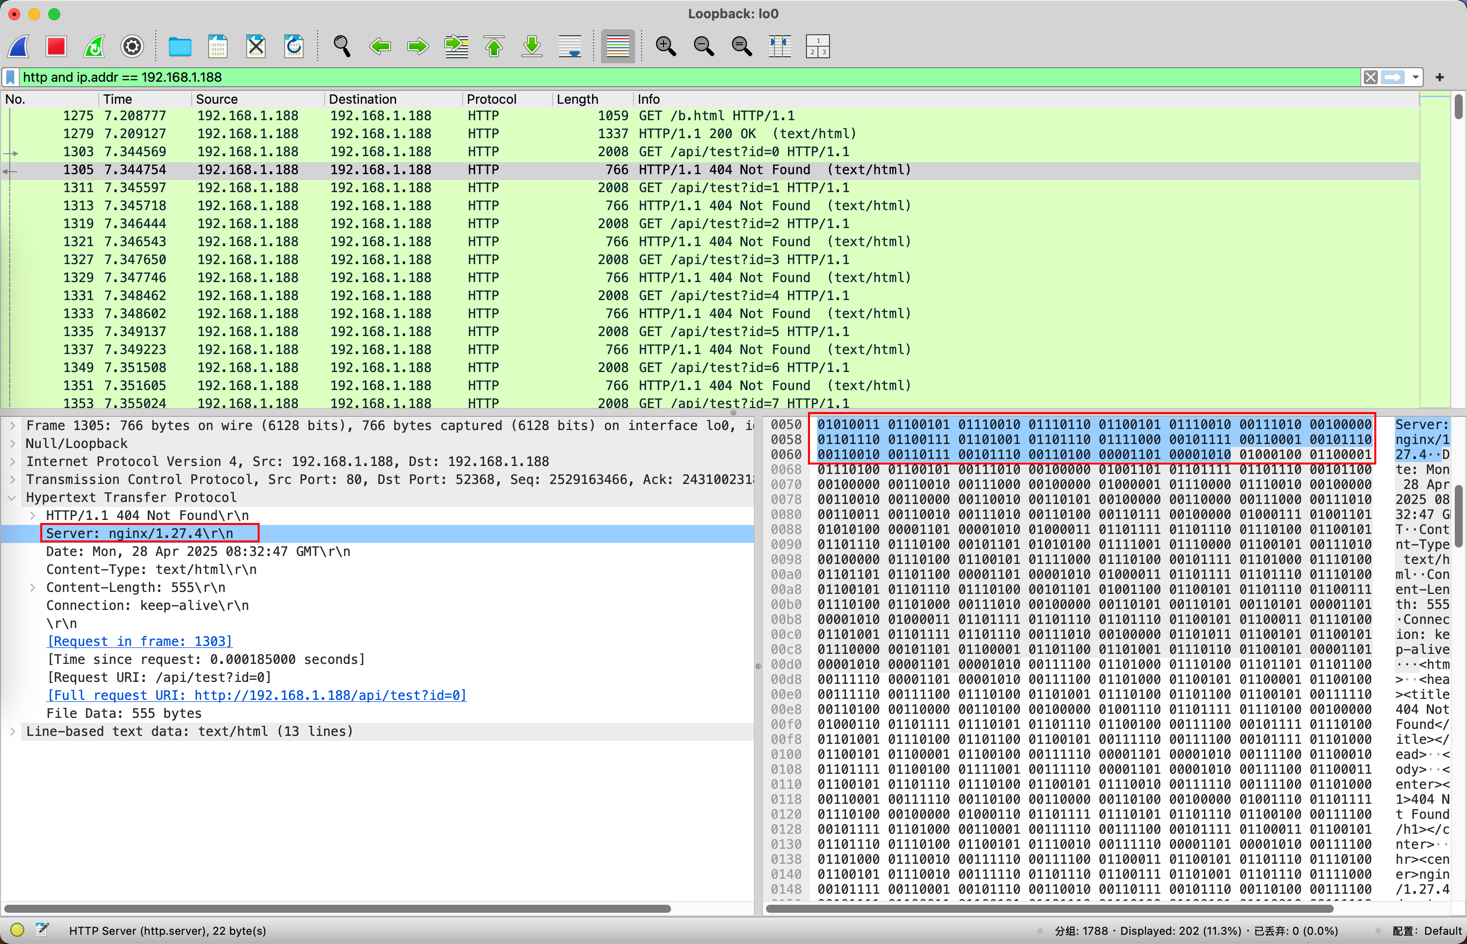 Loopback: lo0
1
2 3
http and ip.addr == 192.168.1.188
No. Time Source Destination Protocol Length Info
1275 7.208777 192.168.1.188 192.168.1.188 HTTP 1059 GET /b.html HTTP/1.1
1279 7.209127 192.168.1.188 192.168.1.188 HTTP 1337 HTTP/1.1 200 OK (text/html)
1303 7.344569 192.168.1.188 192.168.1.188 HTTP 2008 GET /api/test?id=0 HTTP/1.1
1305 7.344754 192.168.1.188 192.168.1.188 HTTP 766 HTTP/1.1 404 Not Found (text/html)
1311 7.345597 192.168.1.188 192.168.1.188 HTTP 2008 GET /api/test?id=1 HTTP/1.1
1313 7.345718 192.168.1.188 192.168.1.188 HTTP 766 HTTP/1.1 404 Not Found (text/html)
1319 7.346444 192.168.1.188 192.168.1.188 HTTP 2008 GET /api/test?id=2 HTTP/1.1
1321 7.346543 192.168.1.188 192.168.1.188 HTTP 766 HTTP/1.1 404 Not Found (text/html)
1327 7.347650 192.168.1.188 192.168.1.188 HTTP 2008 GET /api/test?id=3 HTTP/1.1
1329 7.347746 192.168.1.188 192.168.1.188 HTTP 766 HTTP/1.1 404 Not Found (text/html)
1331 7.348462 192.168.1.188 192.168.1.188 HTTP 2008 GET /api/test?id=4 HTTP/1.1
1333 7.348602 192.168.1.188 192.168.1.188 HTTP 766 HTTP/1.1 404 Not Found (text/html)
1335 7.349137 192.168.1.188 192.168.1.188 HTTP 2008 GET /api/test?id=5 HTTP/1.1
1337 7.349223 192.168.1.188 192.168.1.188 HTTP 766 HTTP/1.1 404 Not Found (text/html)
1349 7.351508 192.168.1.188 192.168.1.188 HTTP 2008 GET /api/test?id=6 HTTP/1.1
1351 7.351605 192.168.1.188 192.168.1.188 HTTP 766 HTTP/1.1 404 Not Found (text/html)
1353 7.355024 192.168.1.188 192.168.1.188 HTTP 2008 GET /api/test?id=7 HTTP/1.1
Frame 1305: 766 bytes on wire (6128 bits), 766 bytes captured (6128 bits) on interface lo0, i
Null/Loopback
Internet Protocol Version 4, Src: 192.168.1.188, Dst: 192.168.1.188
Transmission Control Protocol, Src Port: 80, Dst Port: 52368, Seq: 2529163466, Ack: 243100231
Hypertext Transfer Protocol
HTTP/1.1 404 Not Found\r\n
Server: nginx/1.27.4\r\n
Date: Mon, 28 Apr 2025 08:32:47 GMT\r\n
Content-Type: text/html\r\n
Content-Length: 555\r\n
Connection: keep-alive\r\n
\r\n
[Request in frame: 1303]
[Time since request: 0.000185000 seconds]
[Request URI: /api/test?id=0]
[Full request URI: http://192.168.1.188/api/test?id=0]
File Data: 555 bytes
Line-based text data: text/html (13 lines)
0050 01010011 01100101 01110010 01110110 01100101 01110010 00111010 00100000 Server:
0058 01101110 01100111 01101001 01101110 01111000 00101111 00110001 00101110 nginx/1
0060 00110010 00110111 00101110 00110100 00001101 00001010 01000100 01100001 27.4··D
0068 01110100 01100101 00111010 00100000 01001101 01101111 01101110 00101100 te: Mon
0070 00100000 00110010 00111000 00100000 01000001 01110000 01110010 00100000 28 Apr
0078 00110010 00110000 00110010 00110101 00100000 00110000 00111000 00111010 2025 08
0080 00110011 00110010 00111010 00110100 00110111 00100000 01000111 01001101 32:47 G
0088 01010100 00001101 00001010 01000011 01101111 01101110 01110100 01100101 T··Cont
0090 01101110 01110100 00101101 01010100 01111001 01110000 01100101 00111010 nt-Type
0098 00100000 01110100 01100101 01111000 01110100 00101111 01101000 01110100 text/h
00a0 01101101 01101100 00001101 00001010 01000011 01101111 01101110 01110100 ml··Con
00a8 01100101 01101110 01110100 00101101 01001100 01100101 01101110 01100111 ent-Len
00b0 01110100 01101000 00111010 00100000 00110101 00110101 00110101 00001101 th: 555
00b8 00001010 01000011 01101111 01101110 01101110 01100101 01100011 01110100 ·Connec
00c0 01101001 01101111 01101110 00111010 00100000 01101011 01100101 01100101 ion: ke
00c8 01110000 00101101 01100001 01101100 01101001 01110110 01100101 00001101 p-alive
00d0 00001010 00001101 00001010 00111100 01101000 01110100 01101101 01101100 ···<htm
00d8 00111110 00001101 00001010 00111100 01101000 01100101 01100001 01100100 >··<hea
00e0 00111110 00111100 01110100 01101001 01110100 01101100 01100101 00111110 ><title
00e8 00110100 00110000 00110100 00100000 01001110 01101111 01110100 00100000 404 Not
00f0 01000110 01101111 01110101 01101110 01100100 00111100 00101111 01110100 Found</
00f8 01101001 01110100 01101100 01100101 00111110 00111100 00101111 01101000 itle></
0100 01100101 01100001 01100100 00111110 00001101 00001010 00111100 01100010 ead>··<
0108 01101111 01100100 01111001 00111110 00001101 00001010 00111100 01100011 ody>··<
0110 01100101 01101110 01110100 01100101 01110010 00111110 00111100 01101000 enter><
0118 00110001 00111110 00110100 00110000 00110100 00100000 01001110 01101111 1>404 N
0120 01110100 00100000 01000110 01101111 01110101 01101110 01100100 00111100 t Found
0128 00101111 01101000 00110001 00111110 00111100 00101111 01100011 01100101 /h1></c
0130 01101110 01110100 01100101 01110010 00111110 00001101 00001010 00111100 nter>··
0138 01101000 01110010 00111110 00111100 01100011 01100101 01101110 01110100 hr><cen
0140 01100101 01110010 00111110 01101110 01100111 01101001 01101110 01111000 er>ngin
0148 00101111 00110001 00101110 00110010 00110111 00101110 00110100 00111100 /1.27.4
HTTP Server (http.server), 22 byte(s)
分组: 1788 · Displayed: 202 (11.3%) · 已丢弃: 0 (0.0%)
配置: Default